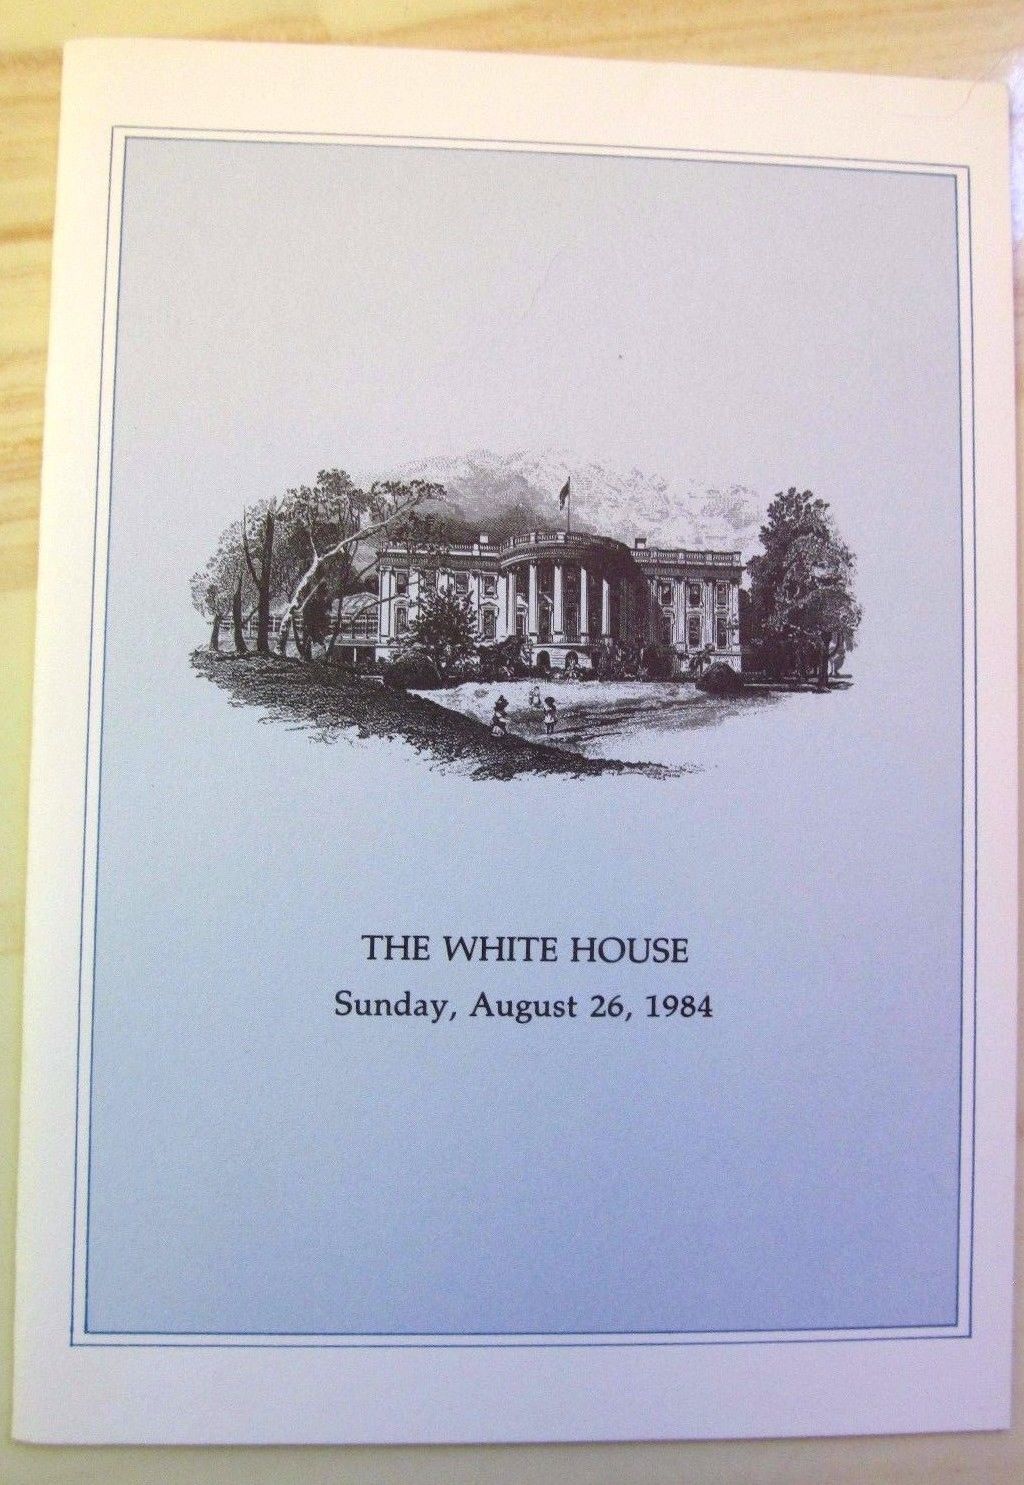 THE WHITE HOUSE
Sunday, August 26, 1984